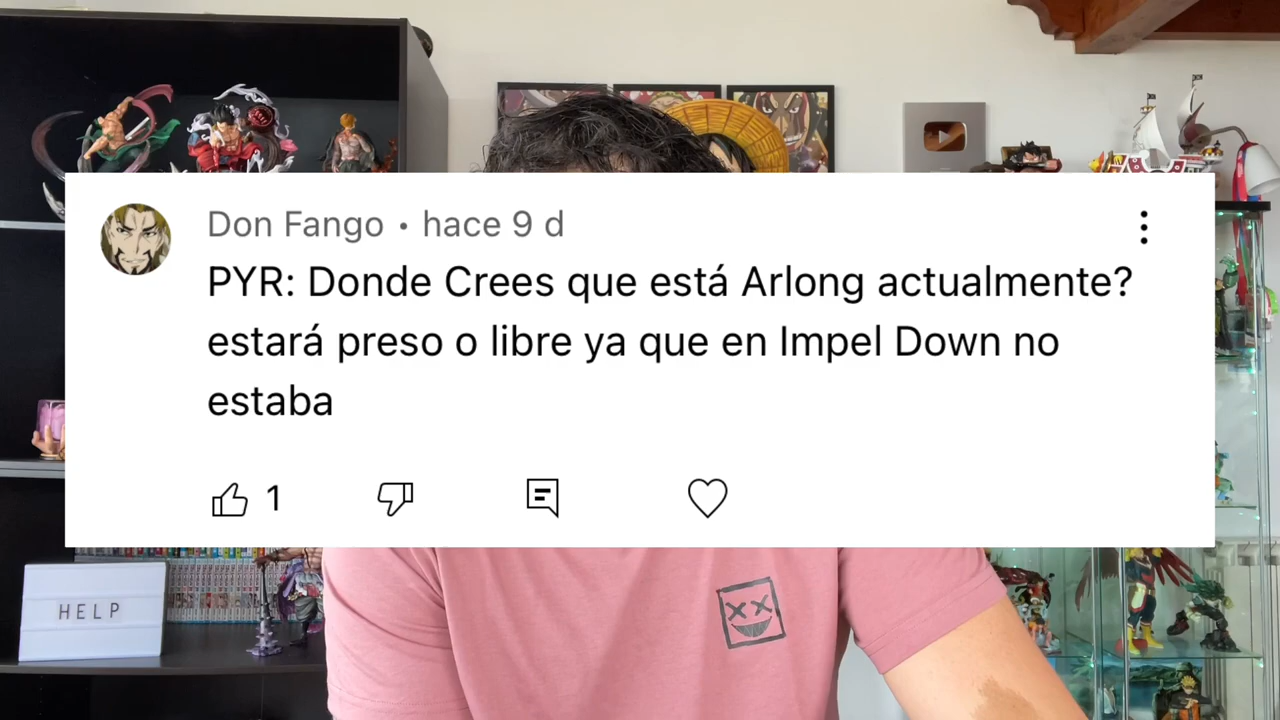 Don Fango • hace 9 d
PYR: Donde Crees que está Arlong actualmente?
estará preso o libre ya que en Impel Down no
estaba
1
HELP